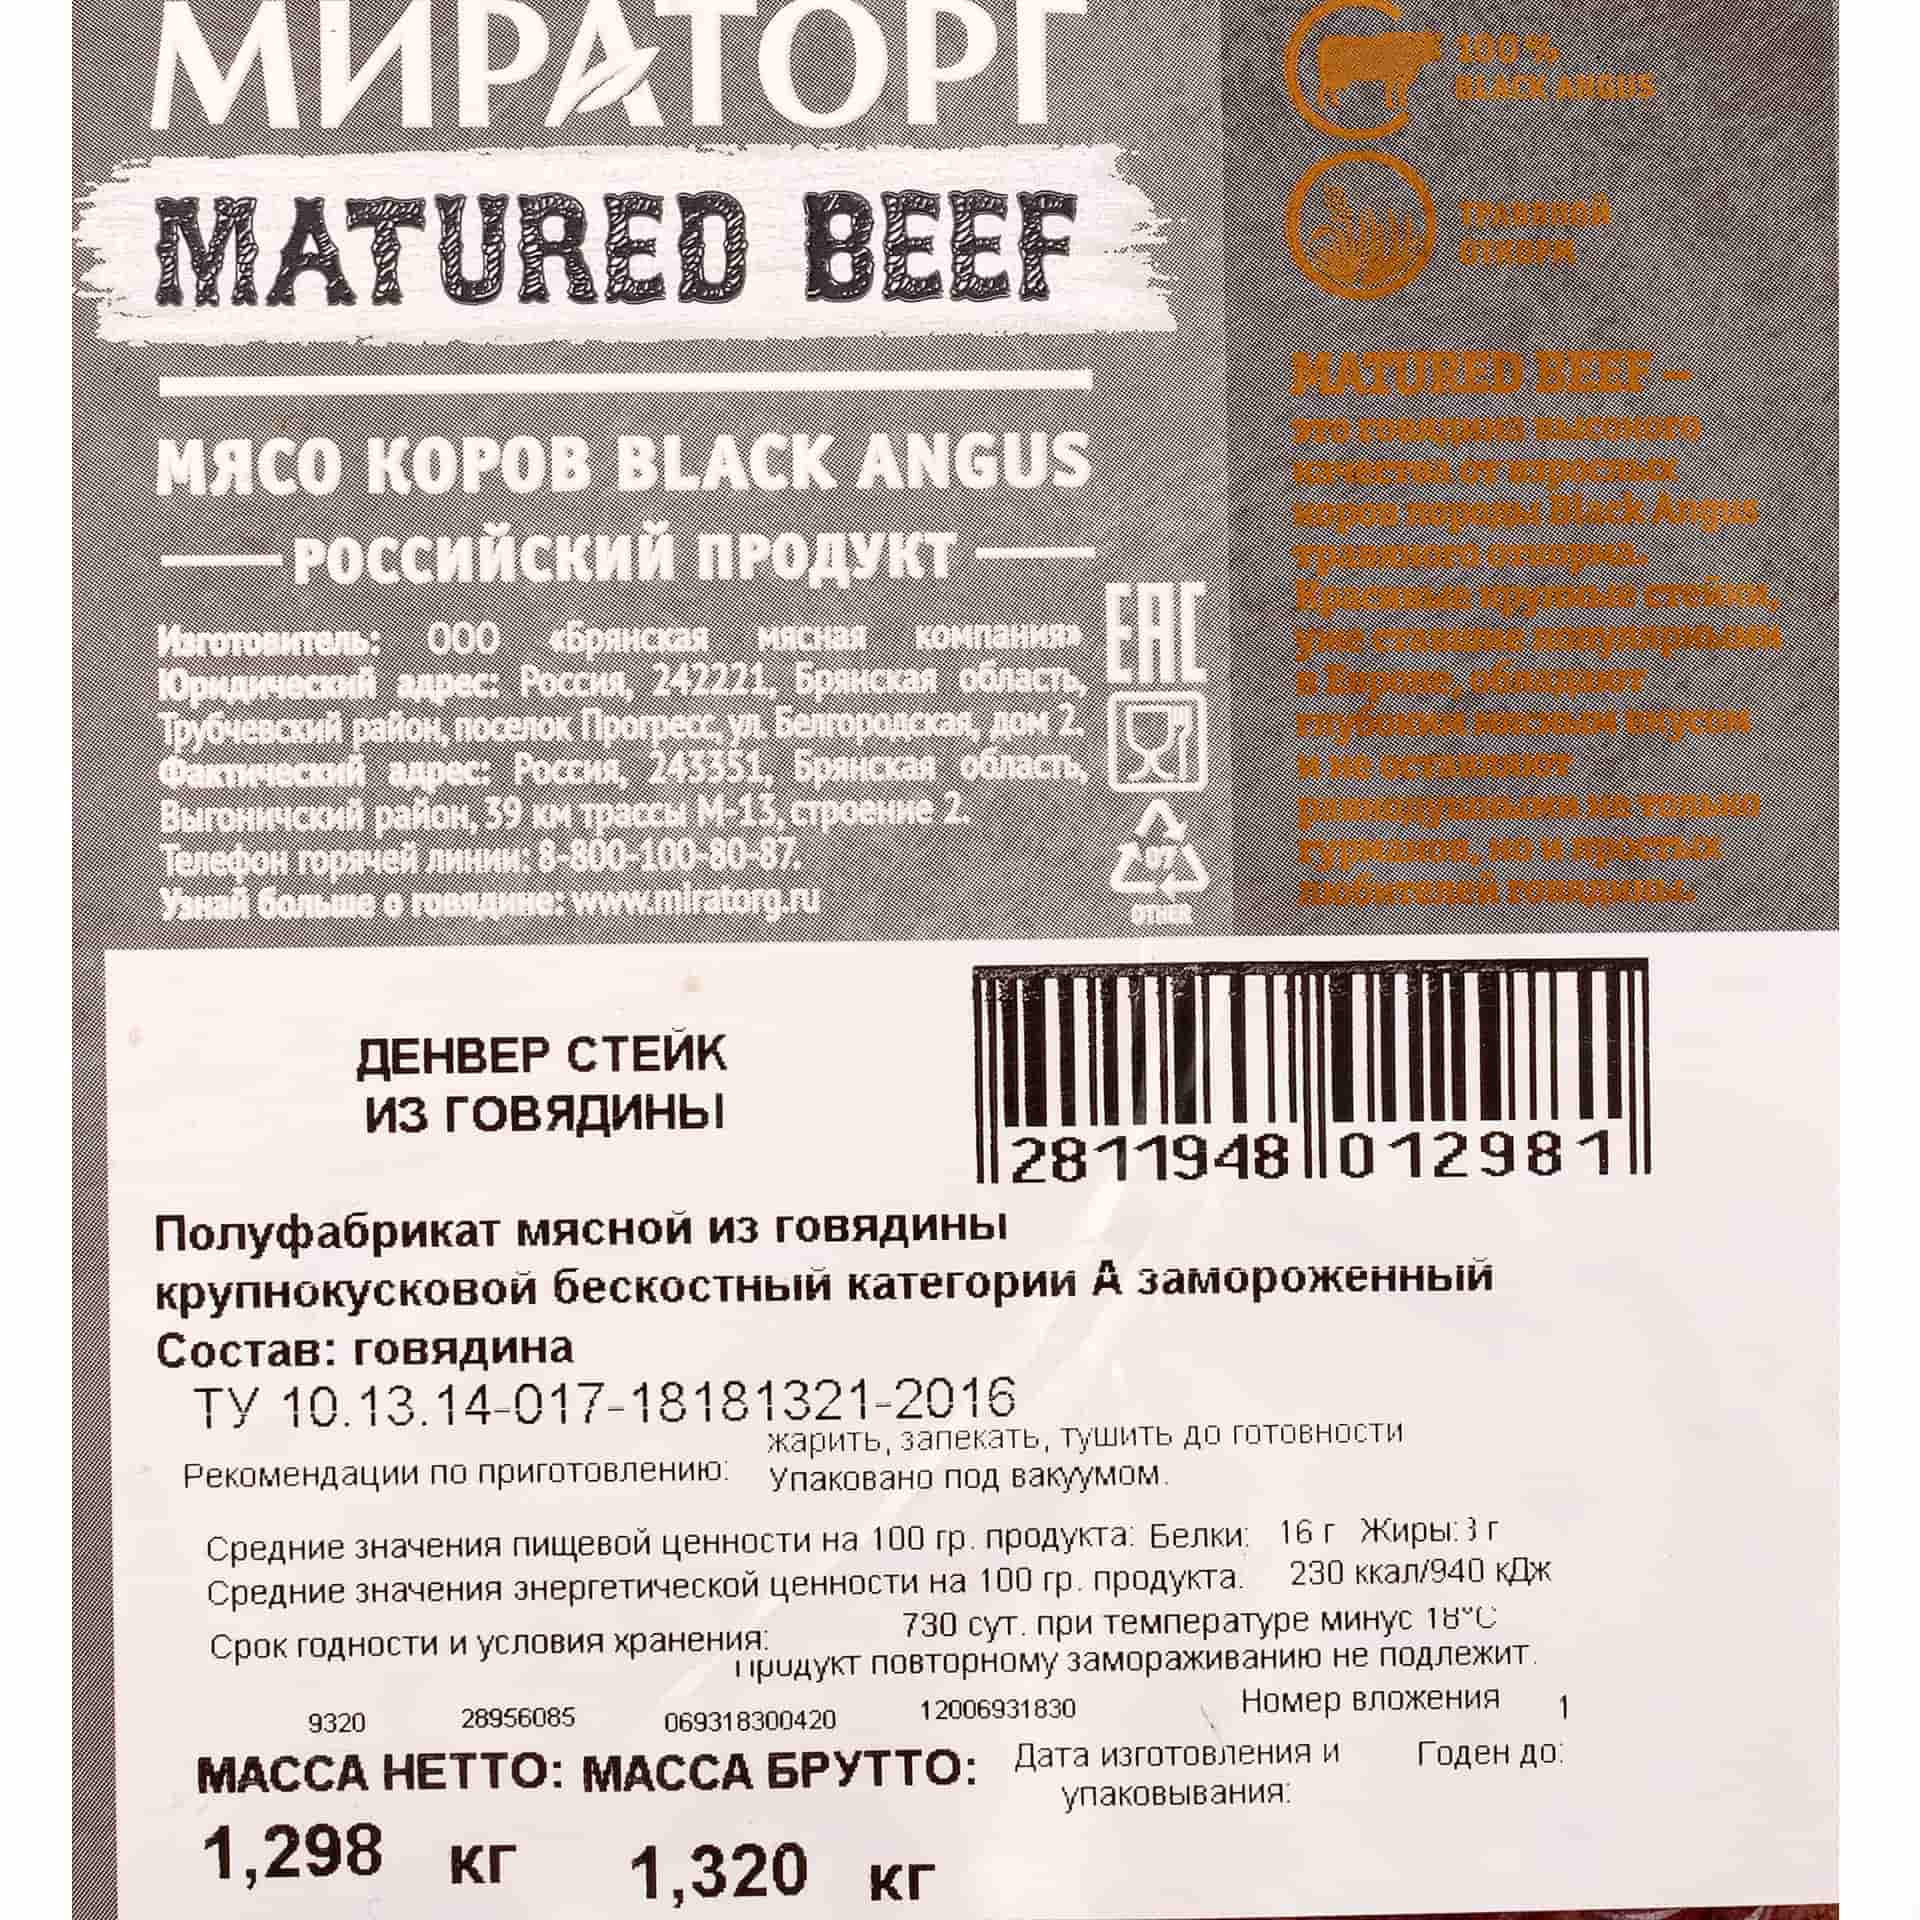 МИРАТОРГ
MATURED BEEF
МЯСО КОРОВ BLACK ANGUS
РОССИЙСКИЙ ПРОДУКТ
Изготовитель: ООО «Брянская мясная компания»
Юридический адрес: Россия, 242221, Брянская область,
Трубчевский район, поселок Прогресс, ул. Белгородская, дом 2.
Фактический адрес: Россия, 243351, Брянская область,
Выгоничский район, 39 км трассы М-13, строение 2.
Телефон горячей линии: 8-800-100-80-87.
Узнай больше о говядине: www.miratorg.ru
ЕАС
07
OTHER
100%
BLACK ANGUS
ТРАВЯНОЙ
ОТКОРМ
MATURED BEEF –
это говядина высокого
качества от взрослых
коров породы Black Angus
травяного откорма.
Красивые крупные стейки,
уже ставшие популярными
в Европе, обладают
глубоким мясным вкусом
и не оставляют
равнодушными не только
гурманов, но и простых
любителей говядины.
ДЕНВЕР СТЕЙК
ИЗ ГОВЯДИНЫ
2811948 012981
Полуфабрикат мясной из говядины
крупнокусковой бескостный категории А замороженный
Состав: говядина
ТУ 10.13.14-017-18181321-2016
жарить, запекать, тушить до готовности
Рекомендации по приготовлению: Упаковано под вакуумом.
Средние значения пищевой ценности на 100 гр. продукта: Белки: 16 г Жиры: г
Средние значения энергетической ценности на 100 гр. продукта. 230 ккал/940 кДж
730 сут. при температуре минус 18°C
Срок годности и условия хранения:
Продукт повторному замораживанию не подлежит.
9320 28956085 069318300420 12006931830 Номер вложения 1
МАССА НЕТТО: МАССА БРУТТО: Дата изготовления и Годен до:
упаковывания:
1,298 кг 1,320 кг